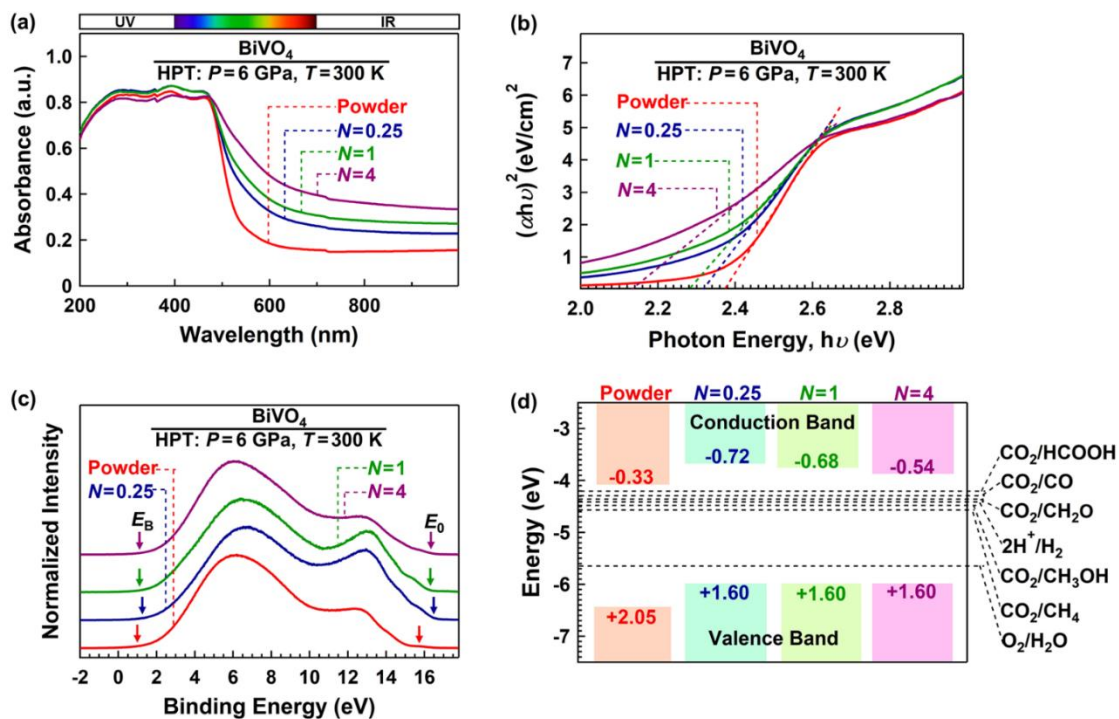 (a)
UV
IR
BiVO₄
HPT: P = 6 GPa, T = 300 K
Powder
N=0.25
N=1
N=4
Absorbance (a.u.)
1.0
0.8
0.6
0.4
0.2
0
200
400
600
800
Wavelength (nm)
(b)
BiVO₄
HPT: P = 6 GPa, T = 300 K
Powder
N=0.25
N=1
N=4
(αhυ)² (eV/cm)²
7
6
5
4
3
2
1
2.0
2.2
2.4
2.6
2.8
Photon Energy, hυ (eV)
(c)
BiVO₄
HPT: P = 6 GPa, T = 300 K
Powder
N=0.25
N=1
N=4
E_B
E_0
Normalized Intensity
-2
0
2
4
6
8
10
12
14
16
Binding Energy (eV)
(d)
Powder
N=0.25
N=1
N=4
Conduction Band
-0.33
-0.72
-0.68
-0.54
+2.05
+1.60
+1.60
+1.60
Valence Band
Energy (eV)
-3
-4
-5
-6
-7
CO₂/HCOOH
CO₂/CO
CO₂/CH₂O
2H⁺/H₂
CO₂/CH₃OH
CO₂/CH₄
O₂/H₂O